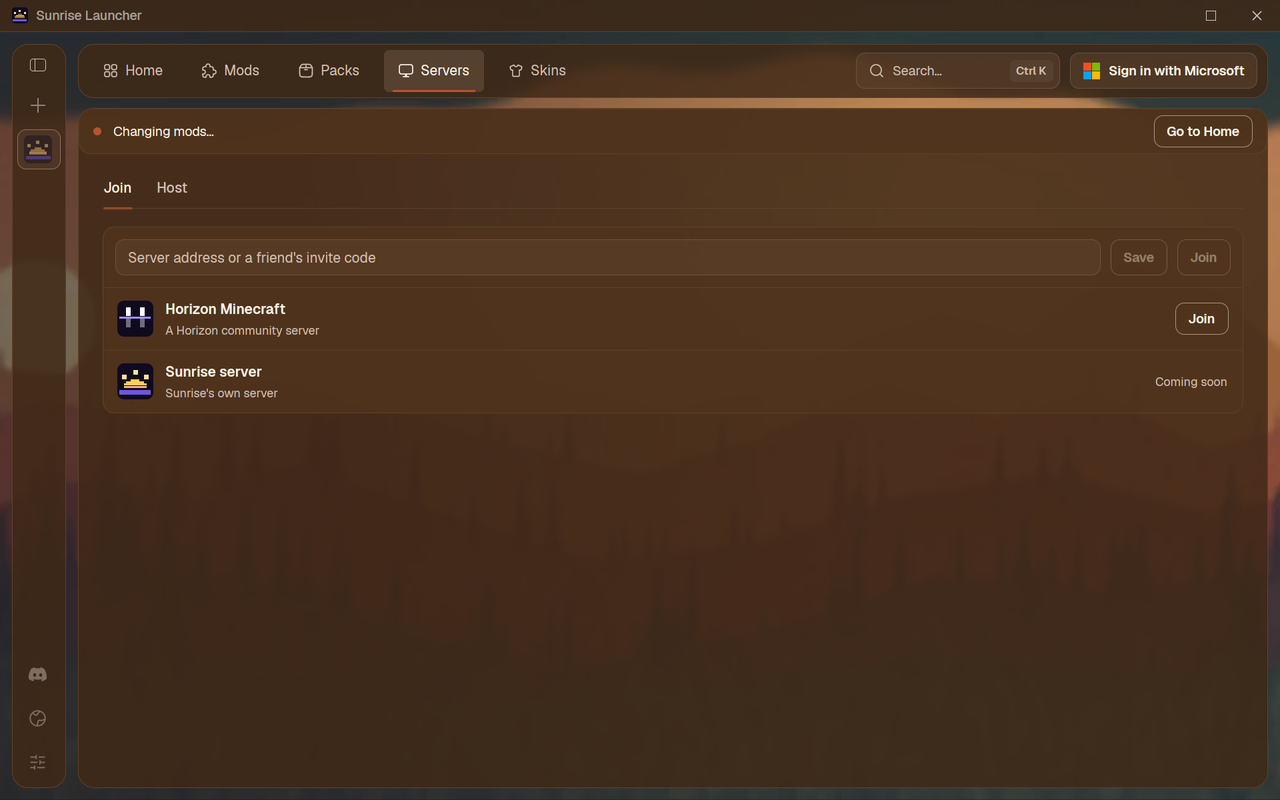 Sunrise Launcher
Home
Mods
Packs
Servers
Skins
Search...
Ctrl K
Sign in with Microsoft
Changing mods...
Go to Home
Join
Host
Server address or a friend's invite code
Save
Join
Horizon Minecraft
A Horizon community server
Join
Sunrise server
Sunrise's own server
Coming soon